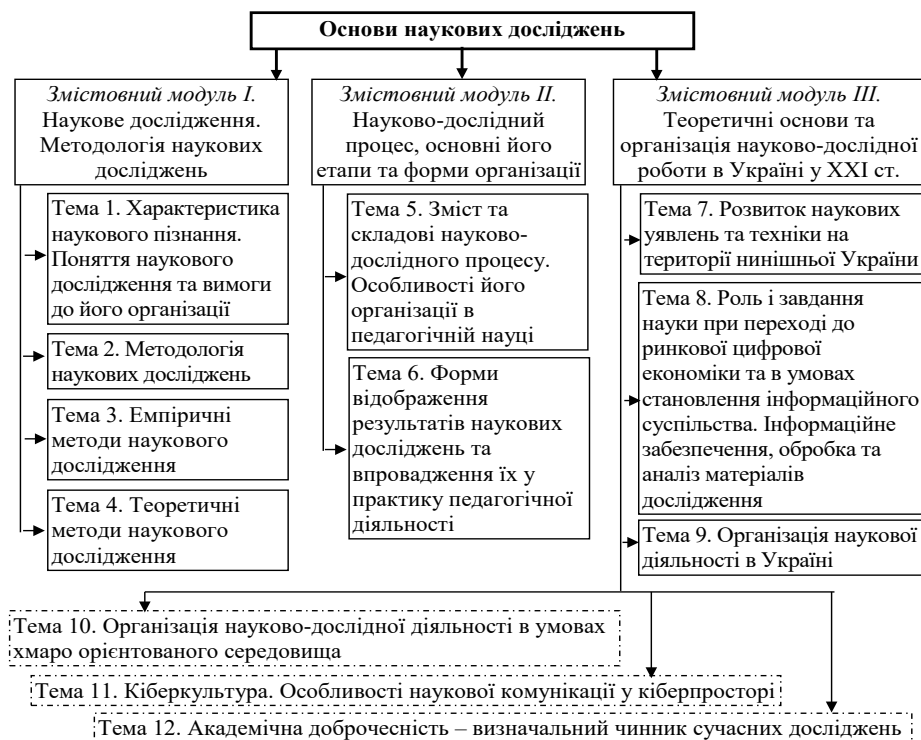 Основи наукових досліджень
Змістовний модуль І.
Наукове дослідження.
Методологія наукових
досліджень
Тема 1. Характеристика
наукового пізнання.
Поняття наукового
дослідження та вимоги
до його організації
Тема 2. Методологія
наукових досліджень
Тема 3. Емпіричні
методи наукового
дослідження
Тема 4. Теоретичні
методи наукового
дослідження
Змістовний модуль ІІ.
Науково-дослідний
процес, основні його
етапи та форми організації
Тема 5. Зміст та
складові науково-
дослідного процесу.
Особливості його
організації в
педагогічній науці
Тема 6. Форми
відображення
результатів наукових
досліджень та
впровадження їх у
практику педагогічної
діяльності
Змістовний модуль ІІІ.
Теоретичні основи та
організація науково-дослідної
роботи в Україні у ХХІ ст.
Тема 7. Розвиток наукових
уявлень та техніки на
території нинішньої України
Тема 8. Роль і завдання
науки при переході до
ринкової цифрової
економіки та в умовах
становлення інформаційного
суспільства. Інформаційне
забезпечення, обробка та
аналіз матеріалів
дослідження
Тема 9. Організація наукової
діяльності в Україні
Тема 10. Організація науково-дослідної діяльності в умовах
хмаро орієнтованого середовища
Тема 11. Кіберкультура. Особливості наукової комунікації у кіберпросторі
Тема 12. Академічна доброчесність – визначальний чинник сучасних досліджень